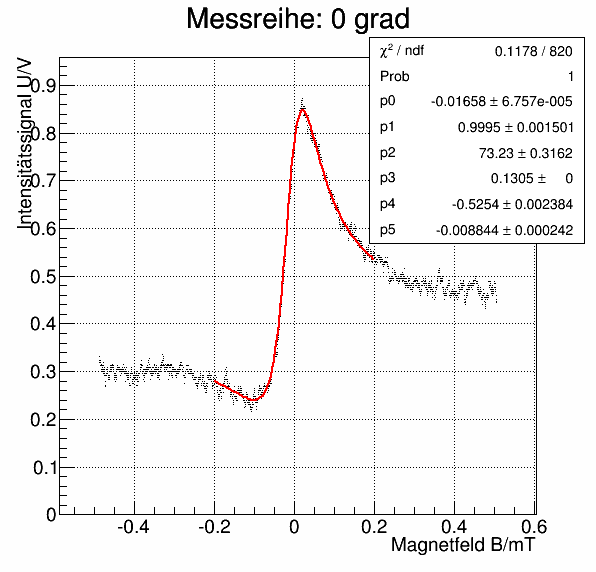 Messreihe: 0 grad
χ² / ndf 0.1178 / 820
Prob 1
p0 -0.01658 ± 6.757e-005
p1 0.9995 ± 0.001501
p2 73.23 ± 0.3162
p3 0.1305 ± 0
p4 -0.5254 ± 0.002384
p5 -0.008844 ± 0.000242
Intensitätssignal U/V
0.9
0.8
0.7
0.6
0.5
0.4
0.3
0.2
0.1
0
-0.4 -0.2 0 0.2 0.4 0.6
Magnetfeld B/mT